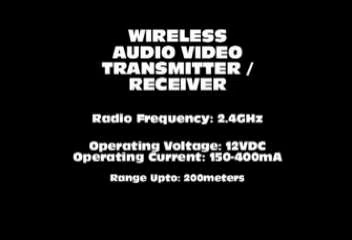 WIRELESS
AUDIO VIDEO
TRANSMITTER /
RECEIVER
Radio Frequency: 2.4GHz
Operating Voltage: 12VDC
Operating Current: 150-400mA
Range Upto: 200meters